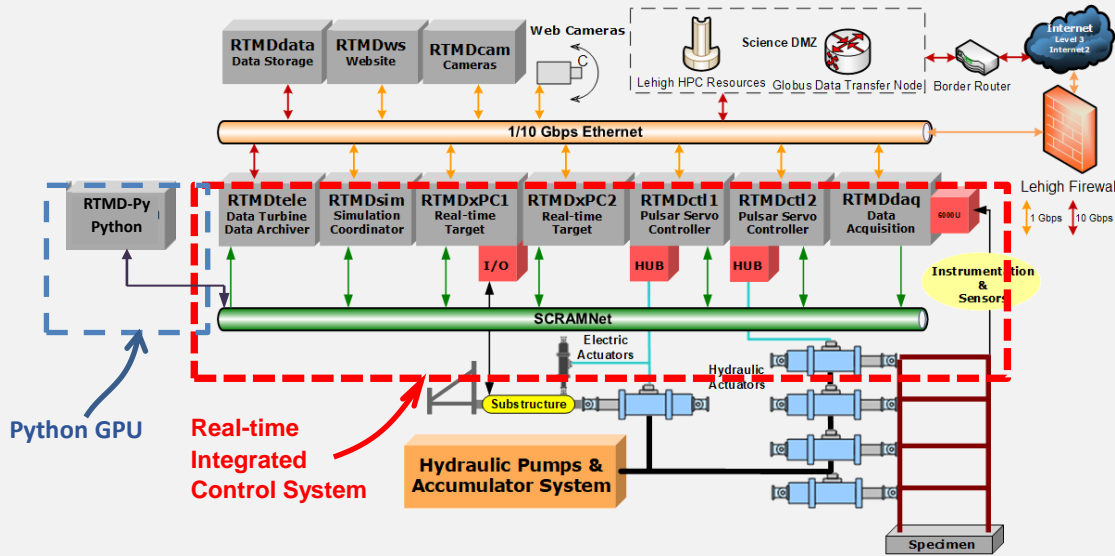 Web Cameras
RTMDdata
Data Storage
RTMDws
Website
RTMDcam
Cameras
C
Science DMZ
Lehigh HPC Resources
Globus Data Transfer Node
Border Router
Internet
Level 3
Internet2
1/10 Gbps Ethernet
Lehigh Firewall
1 Gbps
10 Gbps
RTMD-Py
Python
RTMDtele
Data Turbine
Data Archiver
RTMDsim
Simulation
Coordinator
RTMDxPC1
Real-time
Target
RTMDxPC2
Real-time
Target
RTMDctl1
Pulsar Servo
Controller
RTMDctl2
Pulsar Servo
Controller
RTMDdaq
Data
Acquisition
6000U
I/O
HUB
HUB
Instrumentation
&
Sensors
SCRAMNet
Electric
Actuators
Hydraulic
Actuators
Substructure
Python GPU
Real-time
Integrated
Control System
Hydraulic Pumps &
Accumulator System
Specimen